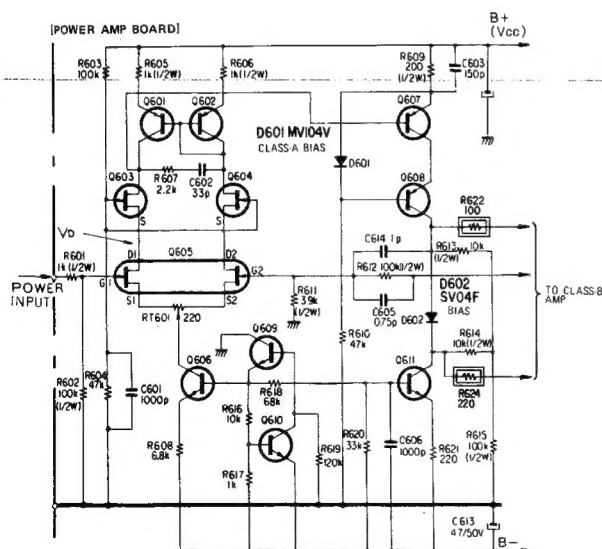 [POWER AMP BOARD]
B+
(Vcc)
R603
100k
R605
1k(1/2W)
R606
1k(1/2W)
R609
200
(1/2W)
C603
150p
Q601
Q602
Q607
D601 MV104V
CLASS-A BIAS
D601
R607
2.2k
C602
33p
Q603
Q604
Q608
S
S
R622
100
VD
Q605
C614 1p
R613
10k
(1/2W)
R601
1k(1/2W)
D1
D2
G1
G2
R612 100k(1/2W)
POWER
INPUT
S1
S2
R611
3.9k
(1/2W)
C605
0.75p
D602
SV04F
BIAS
D602
TO CLASS-B
AMP
RT601
220
Q609
R610
47k
R614
10k(1/2W)
Q606
Q611
R624
220
R602
100k
(1/2W)
R604
47k
C601
1000p
R618
68k
R616
10k
Q610
R608
6.8k
R619
120k
R620
33k
C606
1000p
R621
220
R615
100k
(1/2W)
R617
1k
C613
47/50V
B-